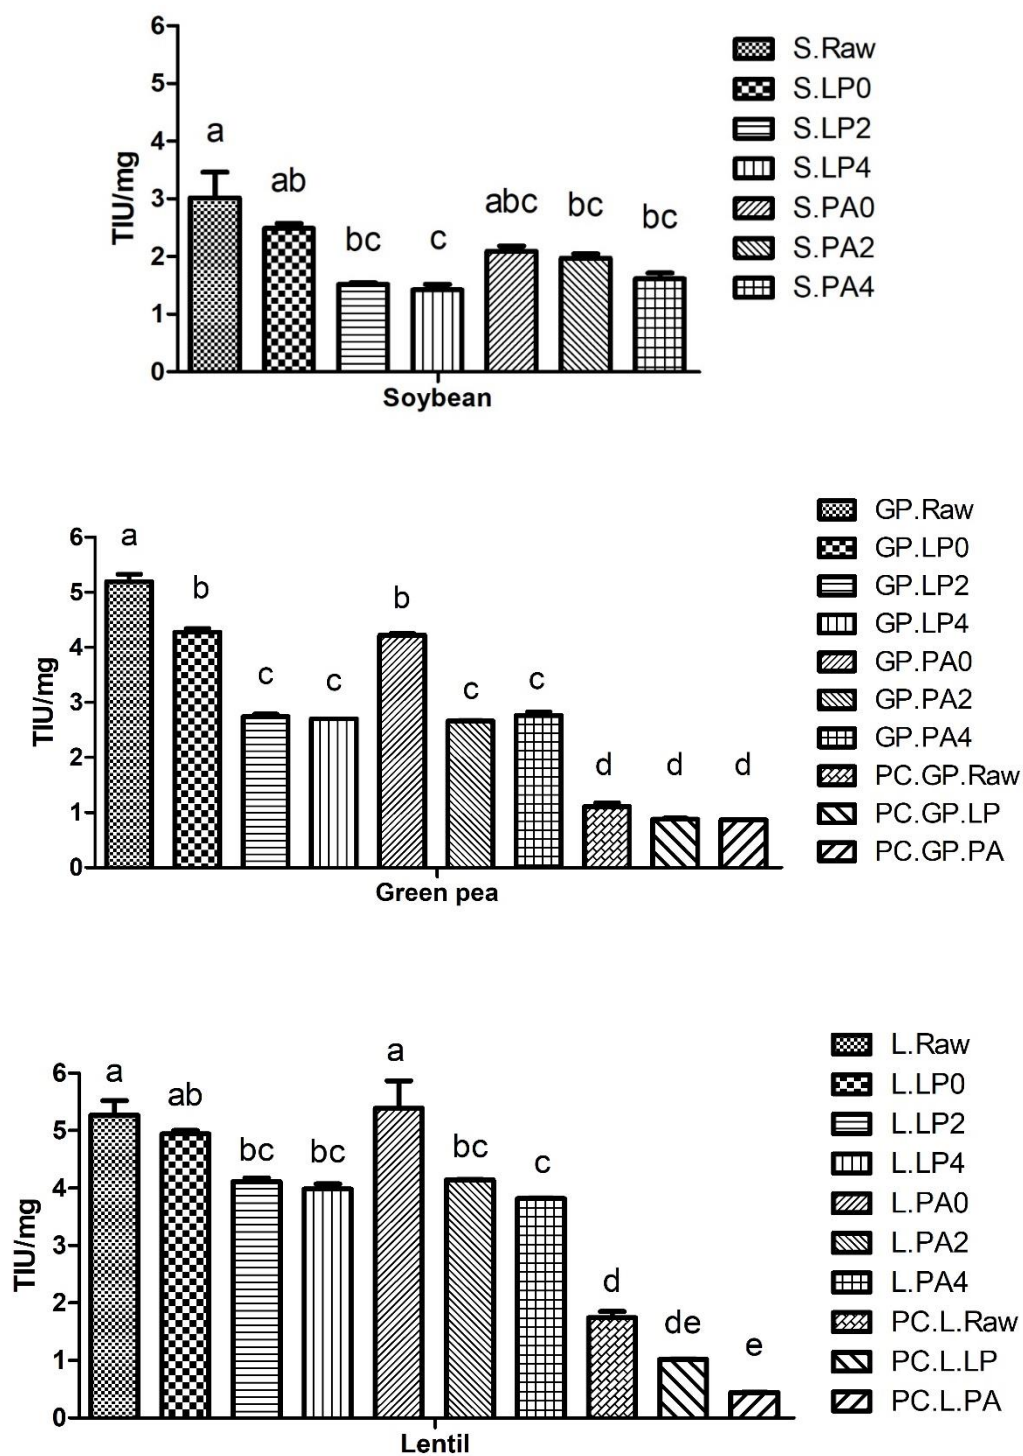 6
5
4
3
2
1
0
TIU/mg
a
ab
bc
c
abc
bc
bc
Soybean
S.Raw
S.LP0
S.LP2
S.LP4
S.PA0
S.PA2
S.PA4
6
5
4
3
2
1
0
TIU/mg
a
b
c
c
b
c
c
d
d
d
Green pea
GP.Raw
GP.LP0
GP.LP2
GP.LP4
GP.PA0
GP.PA2
GP.PA4
PC.GP.Raw
PC.GP.LP
PC.GP.PA
6
5
4
3
2
1
0
TIU/mg
a
ab
bc
bc
a
bc
c
d
de
e
Lentil
L.Raw
L.LP0
L.LP2
L.LP4
L.PA0
L.PA2
L.PA4
PC.L.Raw
PC.L.LP
PC.L.PA